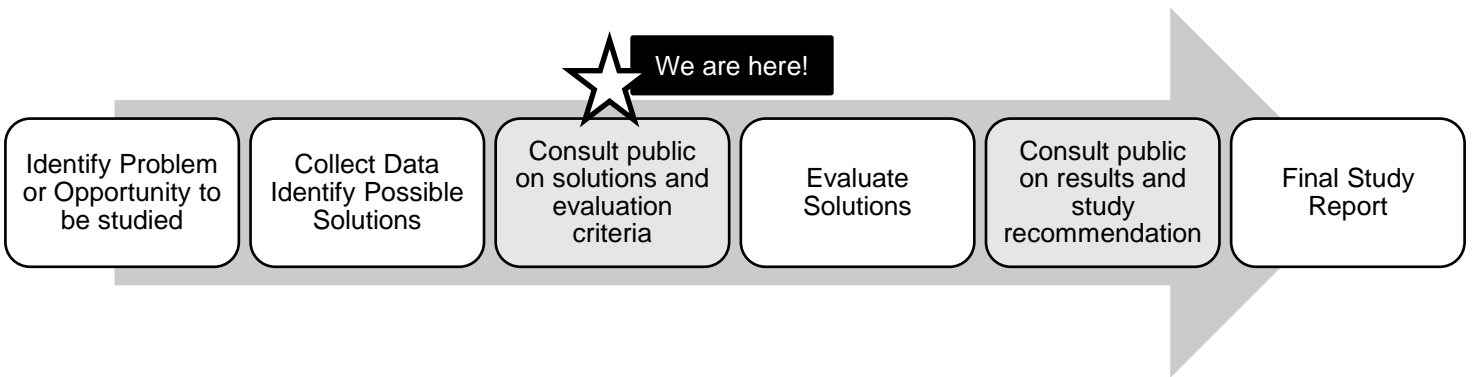 We are here!
Identify Problem
or Opportunity to
be studied
Collect Data
Identify Possible
Solutions
Consult public
on solutions and
evaluation
criteria
Evaluate
Solutions
Consult public
on results and
study
recommendation
Final Study
Report